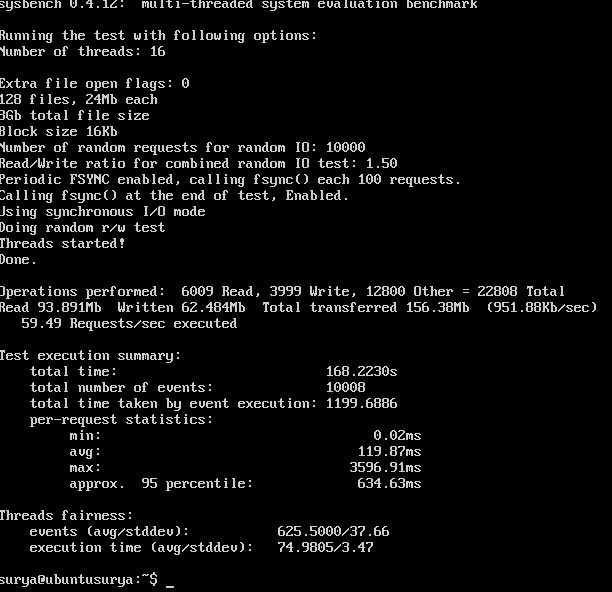 sysbench 0.4.12:  multi-threaded system evaluation benchmark
Running the test with following options:
Number of threads: 16
Extra file open flags: 0
128 files, 24Mb each
3Gb total file size
Block size 16Kb
Number of random requests for random IO: 10000
Read/Write ratio for combined random IO test: 1.50
Periodic FSYNC enabled, calling fsync() each 100 requests.
Calling fsync() at the end of test, Enabled.
Using synchronous I/O mode
Doing random r/w test
Threads started!
Done.
Operations performed:  6009 Read, 3999 Write, 12800 Other = 22808 Total
Read 93.891Mb  Written 62.484Mb  Total transferred 156.38Mb  (951.88Kb/sec)
   59.49 Requests/sec executed
Test execution summary:
    total time:                          168.2230s
    total number of events:              10008
    total time taken by event execution: 1199.6886
    per-request statistics:
         min:                                  0.02ms
         avg:                                119.87ms
         max:                               3596.91ms
         approx.  95 percentile:             634.63ms
Threads fairness:
    events (avg/stddev):           625.5000/37.66
    execution time (avg/stddev):   74.9805/3.47
surya@ubuntusurya:~$ _